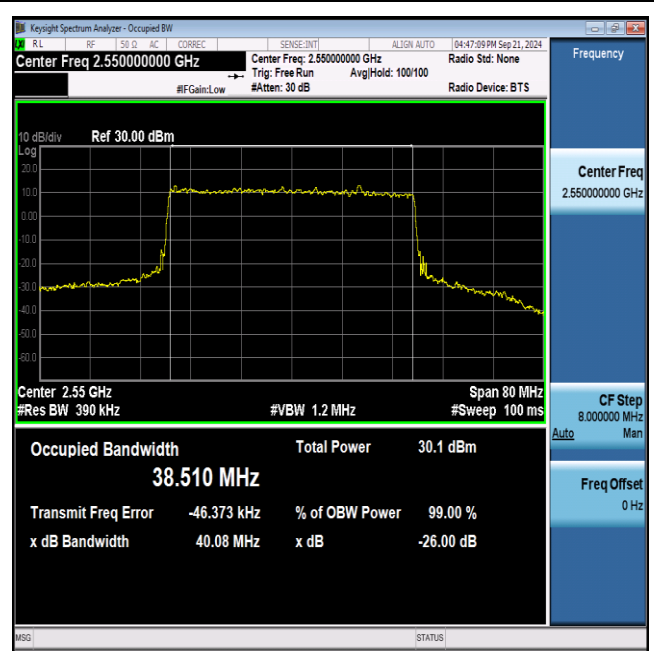 Keysight Spectrum Analyzer - Occupied BW
RL RF 50 Ω AC CORREC SENSE:INT ALIGN AUTO 04:47:09 PM Sep 21, 2024
Center Freq 2.550000000 GHz
Center Freq: 2.550000000 GHz Radio Std: None
Trig: Free Run Avg|Hold: 100/100
#IFGain:Low #Atten: 30 dB Radio Device: BTS
Frequency
10 dB/div Ref 30.00 dBm
Log
20.0
10.0
0.00
-10.0
-20.0
-30.0
-40.0
-50.0
-60.0
Center 2.55 GHz Span 80 MHz
#Res BW 390 kHz #VBW 1.2 MHz #Sweep 100 ms
Center Freq
2.550000000 GHz
CF Step
8.000000 MHz
Auto Man
Freq Offset
0 Hz
Occupied Bandwidth Total Power 30.1 dBm
38.510 MHz
Transmit Freq Error -46.373 kHz % of OBW Power 99.00 %
x dB Bandwidth 40.08 MHz x dB -26.00 dB
MSG STATUS